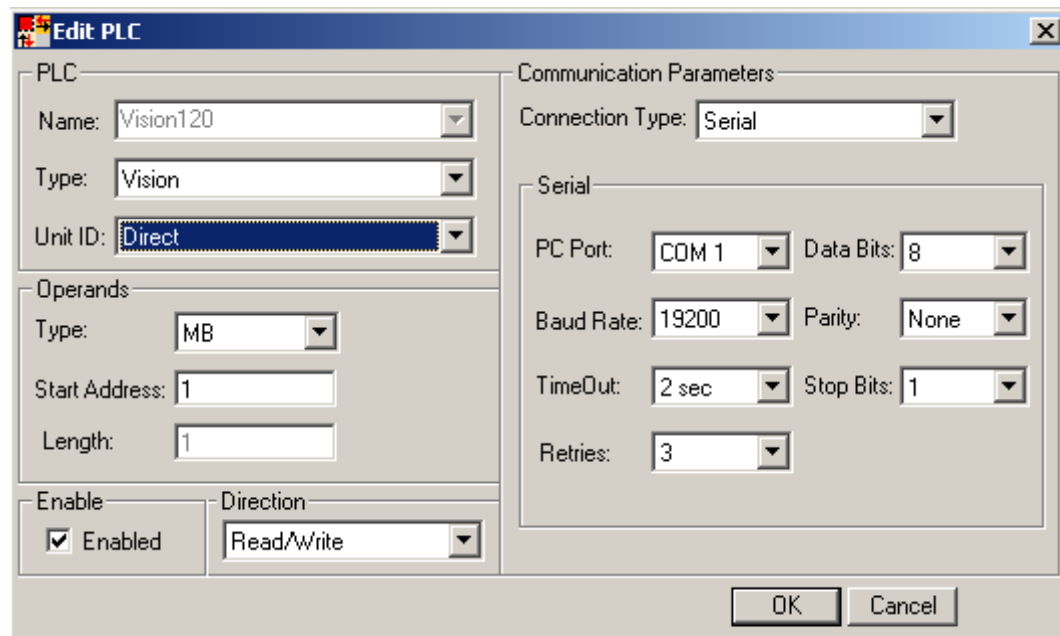 Edit PLC
PLC
Name: Vision120
Type: Vision
Unit ID: Direct
Operands
Type: MB
Start Address: 1
Length: 1
Enable
Enabled
Direction
Read/Write
Communication Parameters
Connection Type: Serial
Serial
PC Port: COM 1 Data Bits: 8
Baud Rate: 19200 Parity: None
TimeOut: 2 sec Stop Bits: 1
Retries: 3
OK Cancel